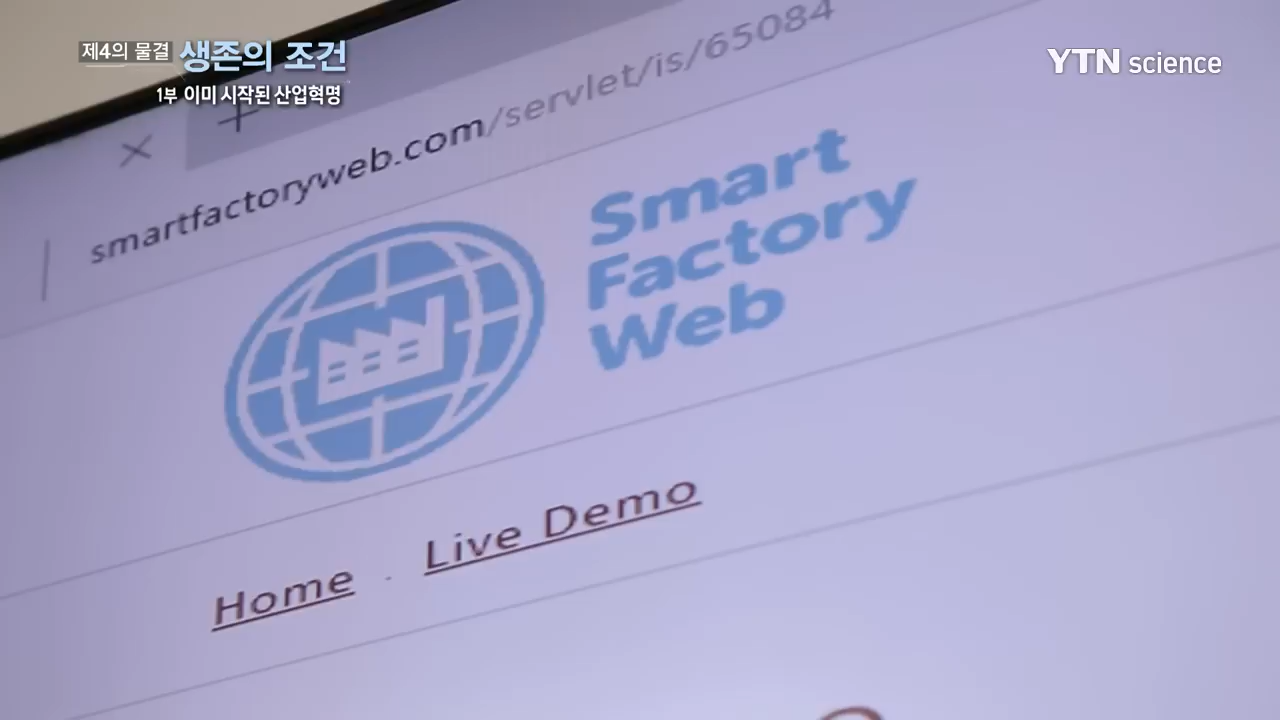 제4의 물결 생존의 조건
1부 이미 시작된 산업혁명
YTN science
smartfactoryweb.com/servlet/is/65084
Smart
Factory
Web
Home · Live Demo